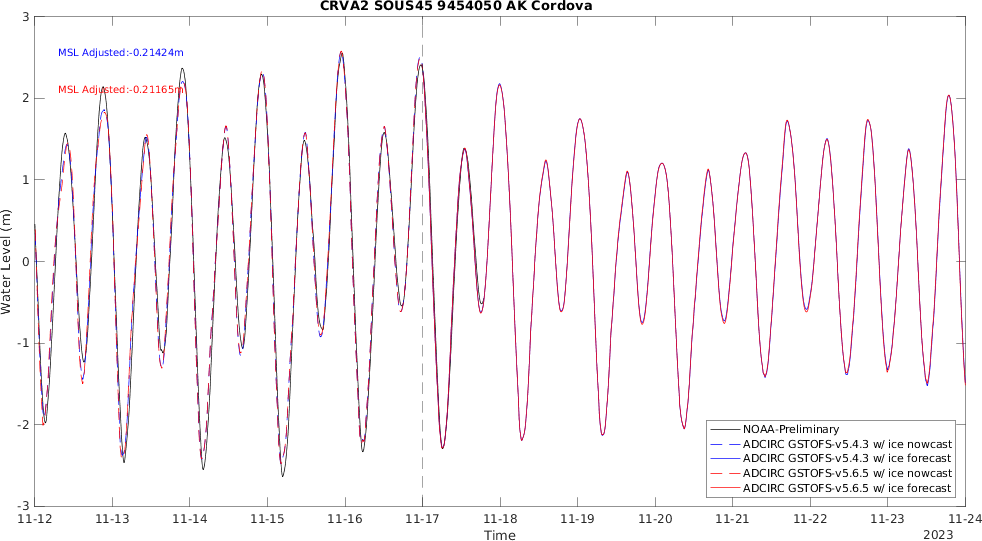 CRVA2 SOUS45 9454050 AK Cordova
3
2
1
0
-1
-2
-3
Water Level (m)
MSL Adjusted:-0.21424m
MSL Adjusted:-0.21165m
NOAA-Preliminary
ADCIRC GSTOFS-v5.4.3 w/ ice nowcast
ADCIRC GSTOFS-v5.4.3 w/ ice forecast
ADCIRC GSTOFS-v5.6.5 w/ ice nowcast
ADCIRC GSTOFS-v5.6.5 w/ ice forecast
11-12 11-13 11-14 11-15 11-16 11-17 11-18 11-19 11-20 11-21 11-22 11-23 11-24
Time
2023